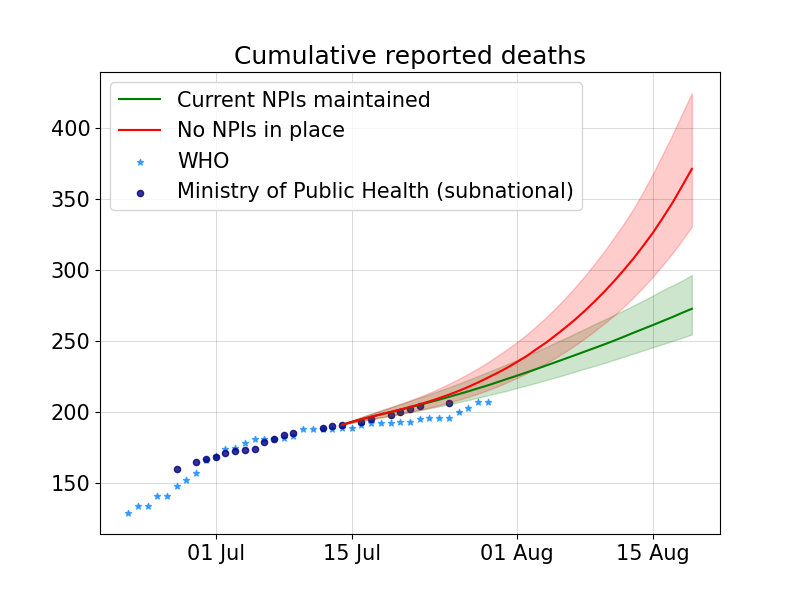 Cumulative reported deaths
Current NPIs maintained
No NPIs in place
WHO
Ministry of Public Health (subnational)
400
350
300
250
200
150
01 Jul
15 Jul
01 Aug
15 Aug